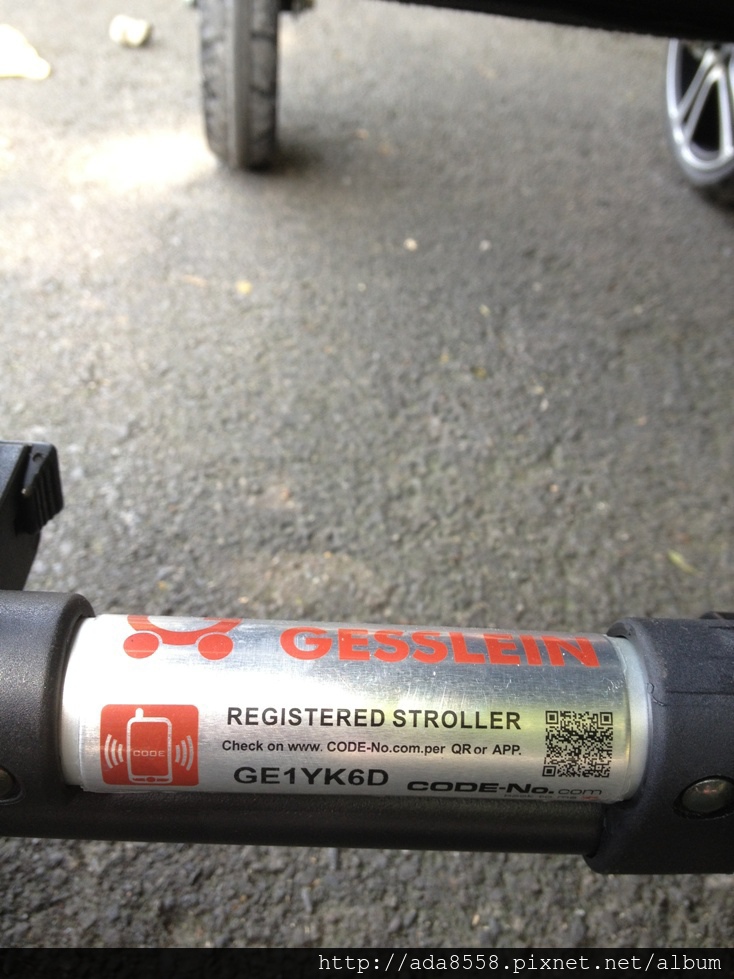 GESSLEIN
REGISTERED STROLLER
Check on www. CODE-No.com.per QR or APP.
CODE
GE1YK6D
CODE-No.com
http://ada8558.pixnet.net/album